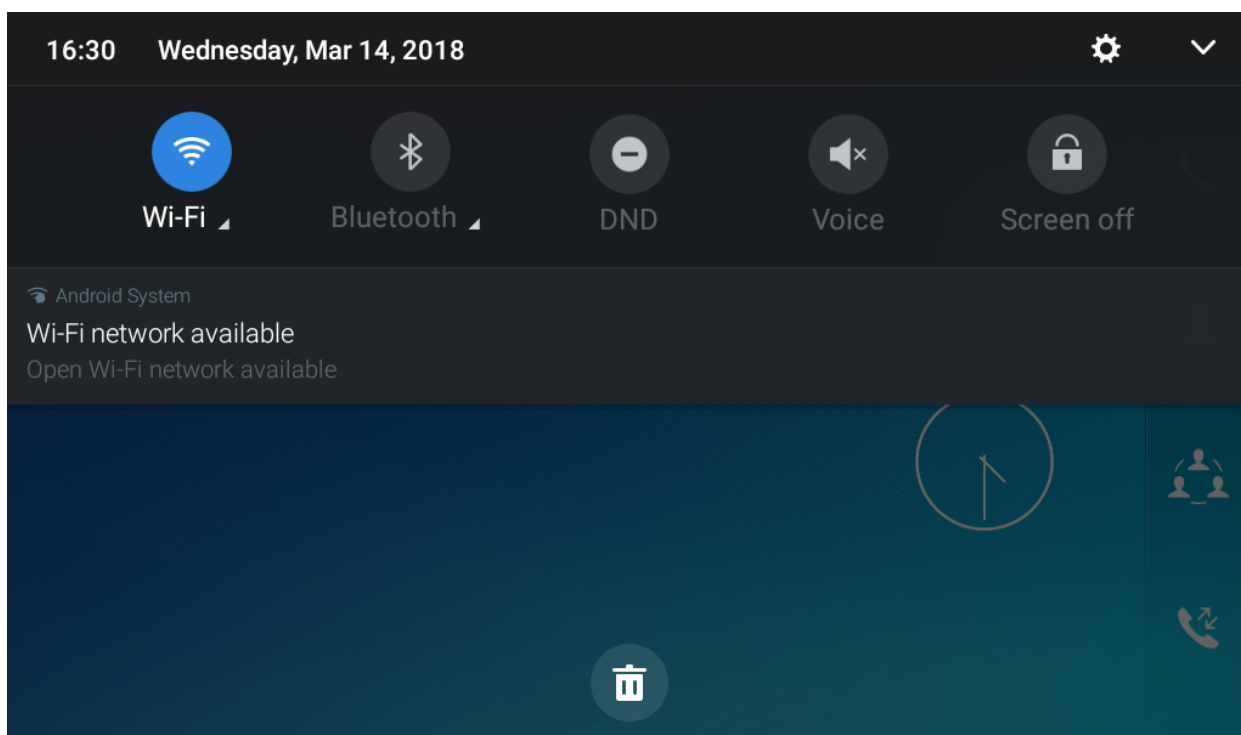 16:30 Wednesday, Mar 14, 2018
Wi-Fi Bluetooth DND Voice Screen off
Android System
Wi-Fi network available
Open Wi-Fi network available